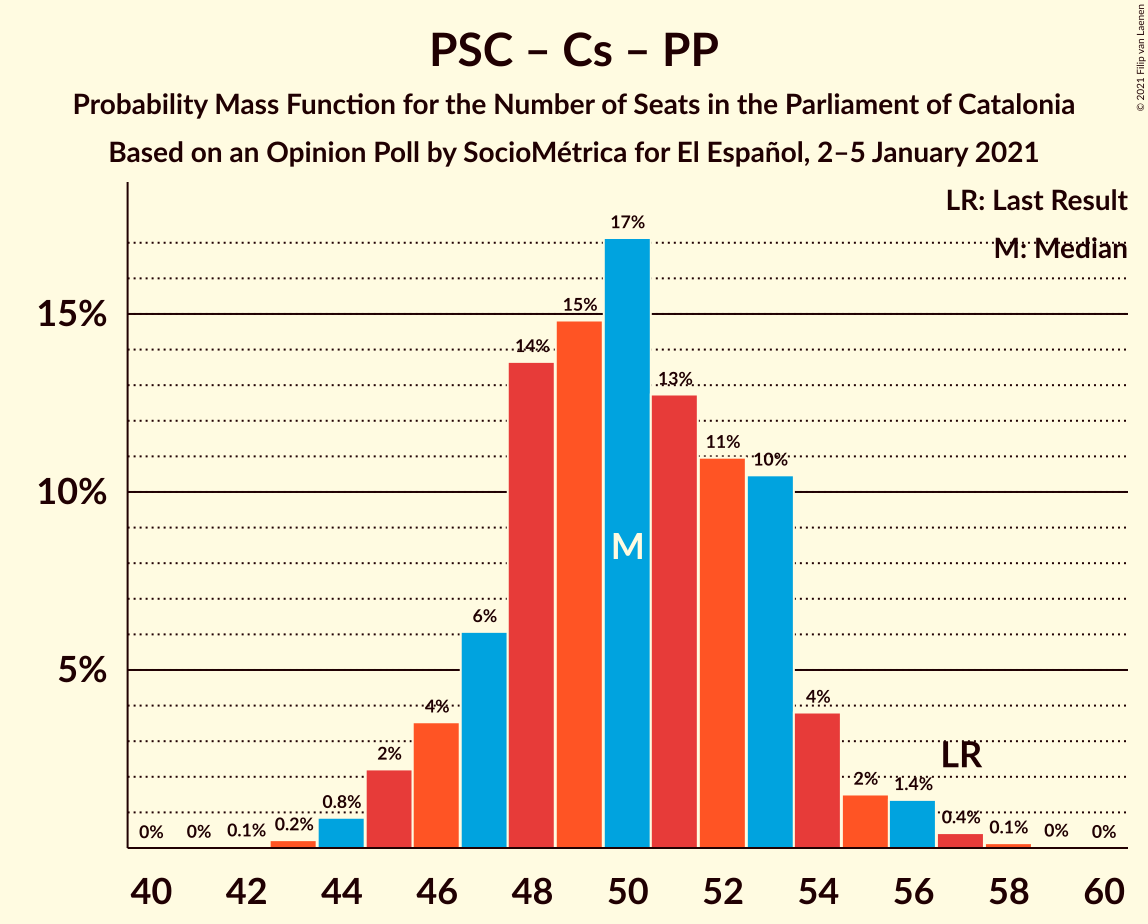 PSC – Cs – PP
Probability Mass Function for the Number of Seats in the Parliament of Catalonia
Based on an Opinion Poll by SocioMétrica for El Español, 2–5 January 2021
© 2021 Filip van Laenen
LR: Last Result
M: Median
15%
10%
5%
0%
0%
0.1%
0.2%
0.8%
2%
4%
6%
14%
15%
17%
13%
11%
10%
4%
2%
1.4%
0.4%
0.1%
0%
0%
M
LR
40 42 44 46 48 50 52 54 56 58 60